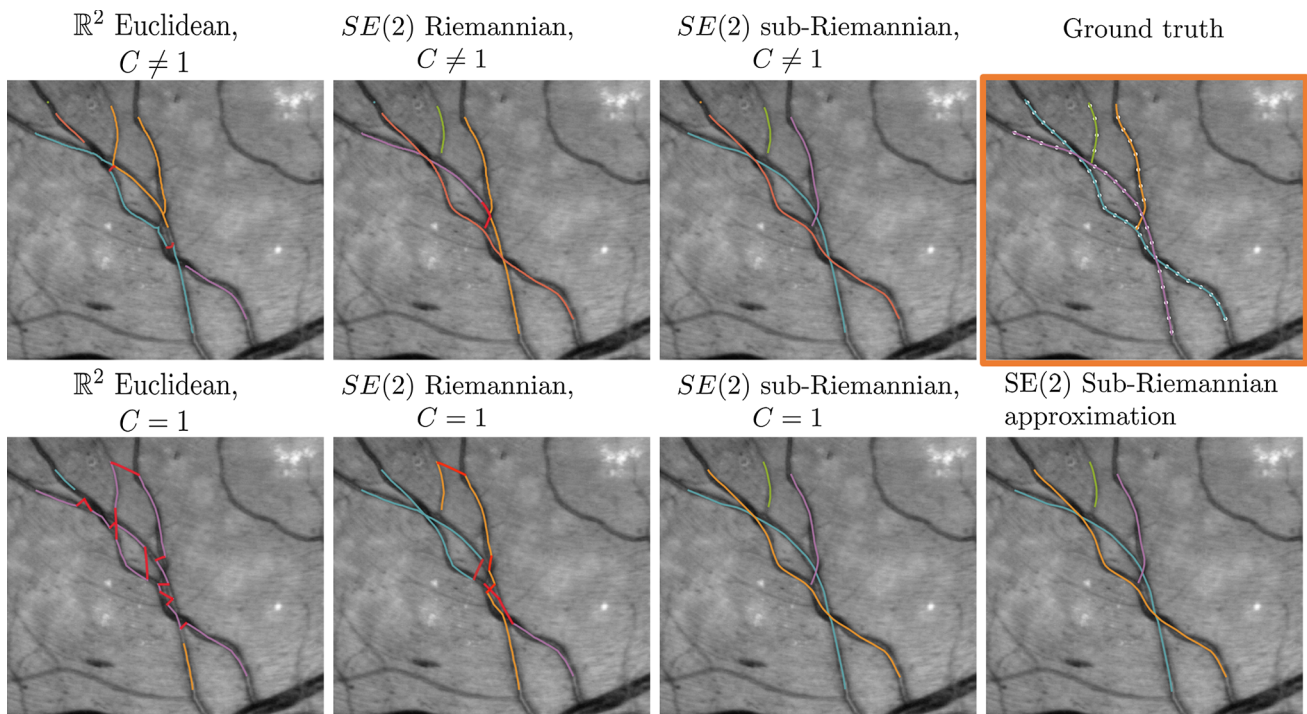 ℝ² Euclidean,
C ≠ 1
SE(2) Riemannian,
C ≠ 1
SE(2) sub-Riemannian,
C ≠ 1
Ground truth
ℝ² Euclidean,
C = 1
SE(2) Riemannian,
C = 1
SE(2) sub-Riemannian,
C = 1
SE(2) Sub-Riemannian
approximation